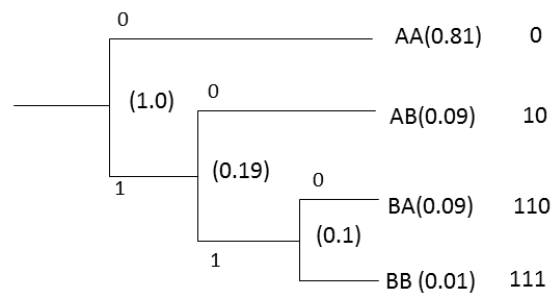 0
AA(0.81) 0
(1.0)
0
AB(0.09) 10
1
(0.19)
0
BA(0.09) 110
(0.1)
1
BB (0.01) 111